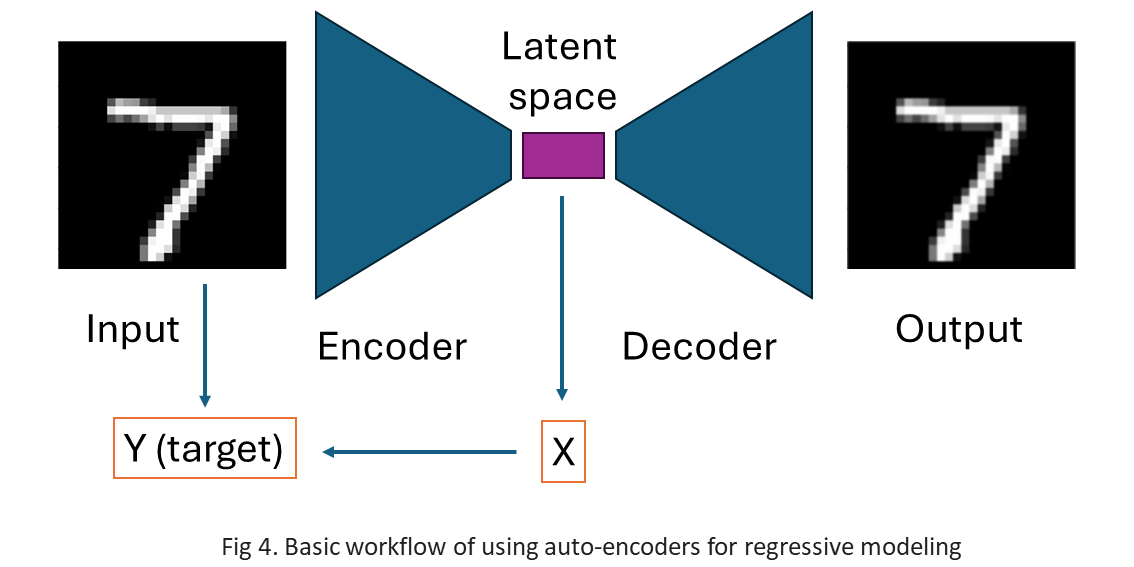 Latent
space
Input
Encoder
Decoder
Output
Y (target)
X
Fig 4. Basic workflow of using auto-encoders for regressive modeling